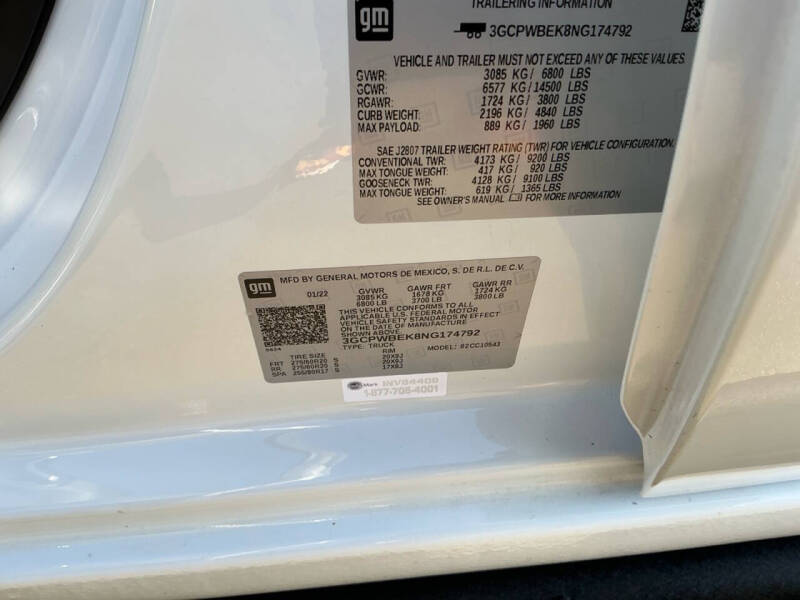 TRAILERING INFORMATION
gm
3GCPWBEK8NG174792
VEHICLE AND TRAILER MUST NOT EXCEED ANY OF THESE VALUES
GVWR: 3085 KG / 6800 LBS
GCWR: 6577 KG / 14500 LBS
RGAWR: 1724 KG / 3800 LBS
CURB WEIGHT: 2196 KG / 4840 LBS
MAX PAYLOAD: 889 KG / 1960 LBS
SAE J2807 TRAILER WEIGHT RATING (TWR) FOR VEHICLE CONFIGURATION.
CONVENTIONAL TWR: 4173 KG / 9200 LBS
MAX TONGUE WEIGHT: 417 KG / 920 LBS
GOOSENECK TWR: 4128 KG / 9100 LBS
MAX TONGUE WEIGHT: 619 KG / 1365 LBS
SEE OWNER'S MANUAL FOR MORE INFORMATION
gm MFD BY GENERAL MOTORS DE MEXICO, S. DE R.L. DE C.V.
01/22 GVWR GAWR FRT GAWR RR
3085 KG 1678 KG 1724 KG
6800 LB 3700 LB 3800 LB
THIS VEHICLE CONFORMS TO ALL
APPLICABLE U.S. FEDERAL MOTOR
VEHICLE SAFETY STANDARDS IN EFFECT
ON THE DATE OF MANUFACTURE
3GCPWBEK8NG174792
TYPE: TRUCK MODEL: 82CC10543
TIRE SIZE RIM
FRT 275/60R20 S 20X9J
RR 275/60R20 S 20X9J
SPA 255/80R17 S 17X8J
Mark INV84409
1-877-705-4001